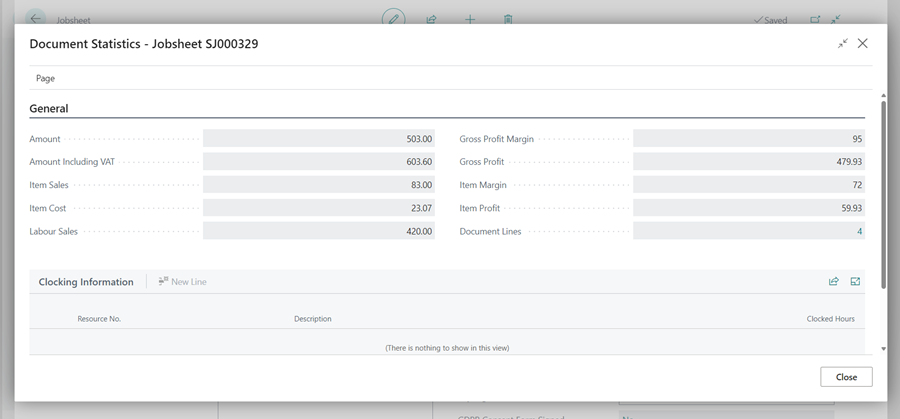 Jobsheet
Saved
Document Statistics - Jobsheet SJ000329
Page
General
Amount 503.00
Gross Profit Margin 95
Amount Including VAT 603.60
Gross Profit 479.93
Item Sales 83.00
Item Margin 72
Item Cost 23.07
Item Profit 59.93
Labour Sales 420.00
Document Lines 4
Clocking Information New Line
Resource No. Description Clocked Hours
(There is nothing to show in this view)
Close